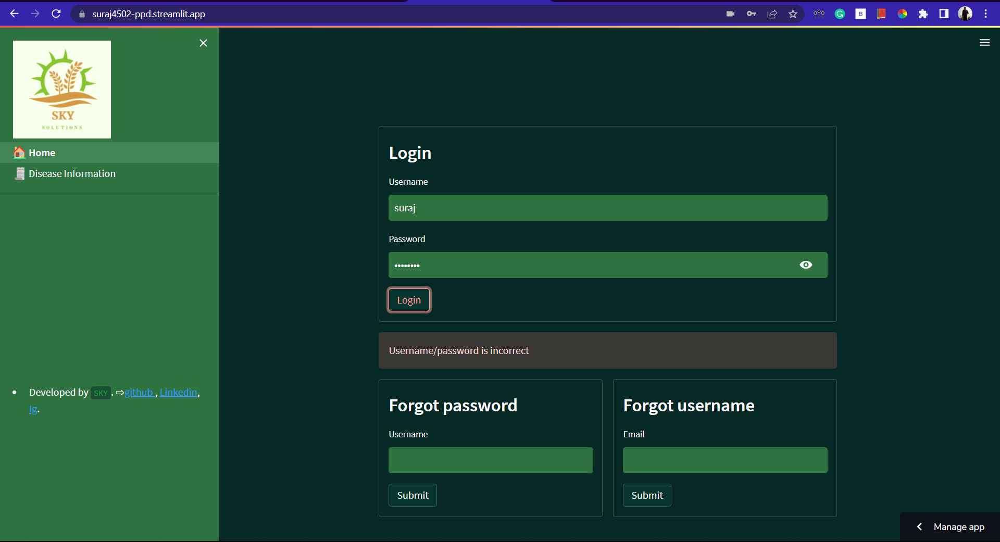 suraj4502-ppd.streamlit.app
SKY
SOLUTIONS
Home
Disease Information
Developed by SKY. ⇨github , Linkedin,
Ig.
Login
Username
suraj
Password
••••••••
Login
Username/password is incorrect
Forgot password
Username
Submit
Forgot username
Email
Submit
Manage app